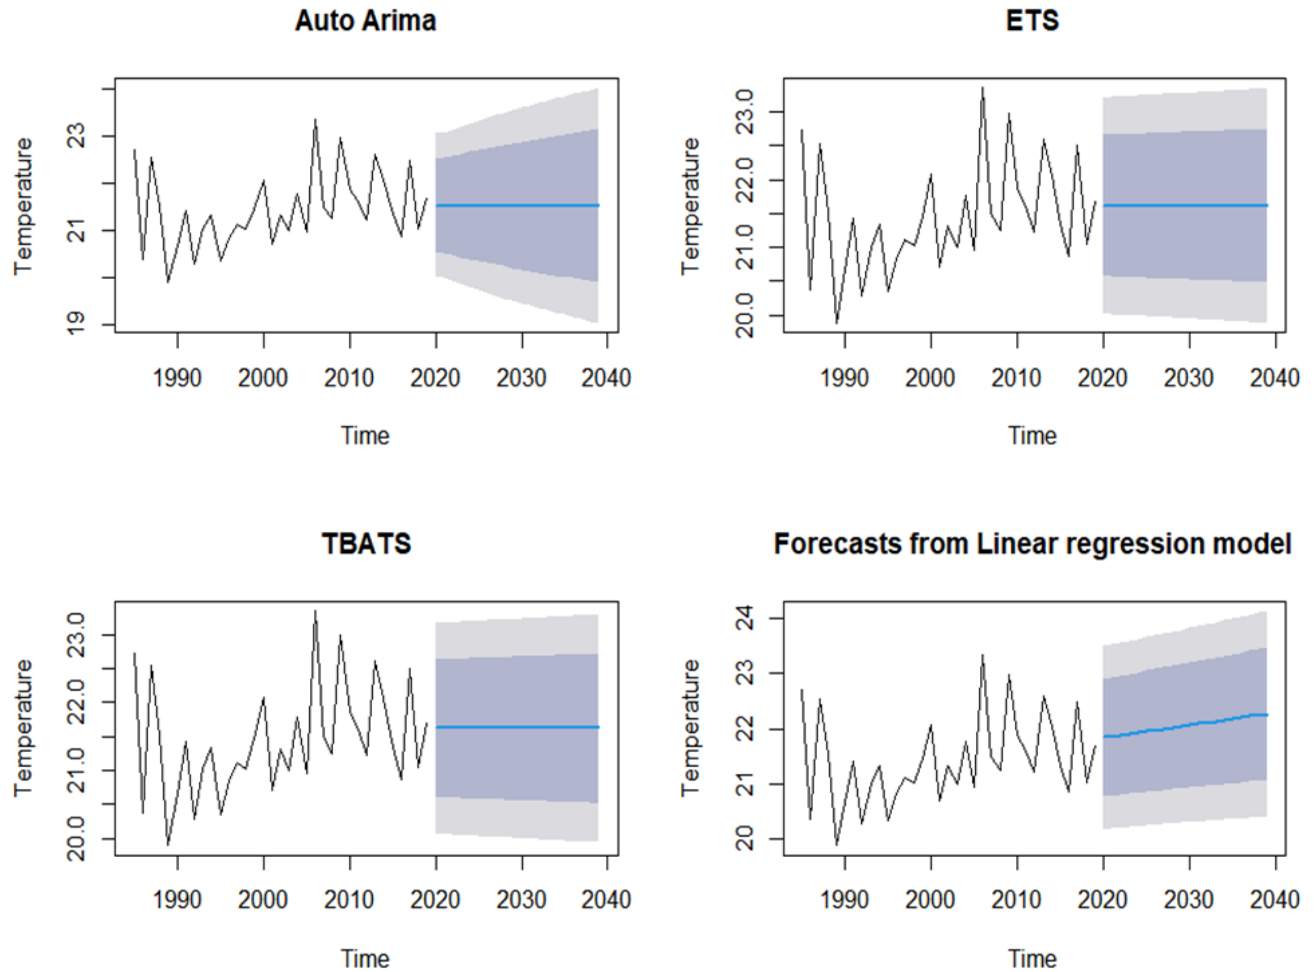 Auto Arima
Temperature
23
21
19
1990 2000 2010 2020 2030 2040
Time
ETS
Temperature
23.0
22.0
21.0
20.0
1990 2000 2010 2020 2030 2040
Time
TBATS
Temperature
23.0
22.0
21.0
20.0
1990 2000 2010 2020 2030 2040
Time
Forecasts from Linear regression model
Temperature
24
23
22
21
20
1990 2000 2010 2020 2030 2040
Time